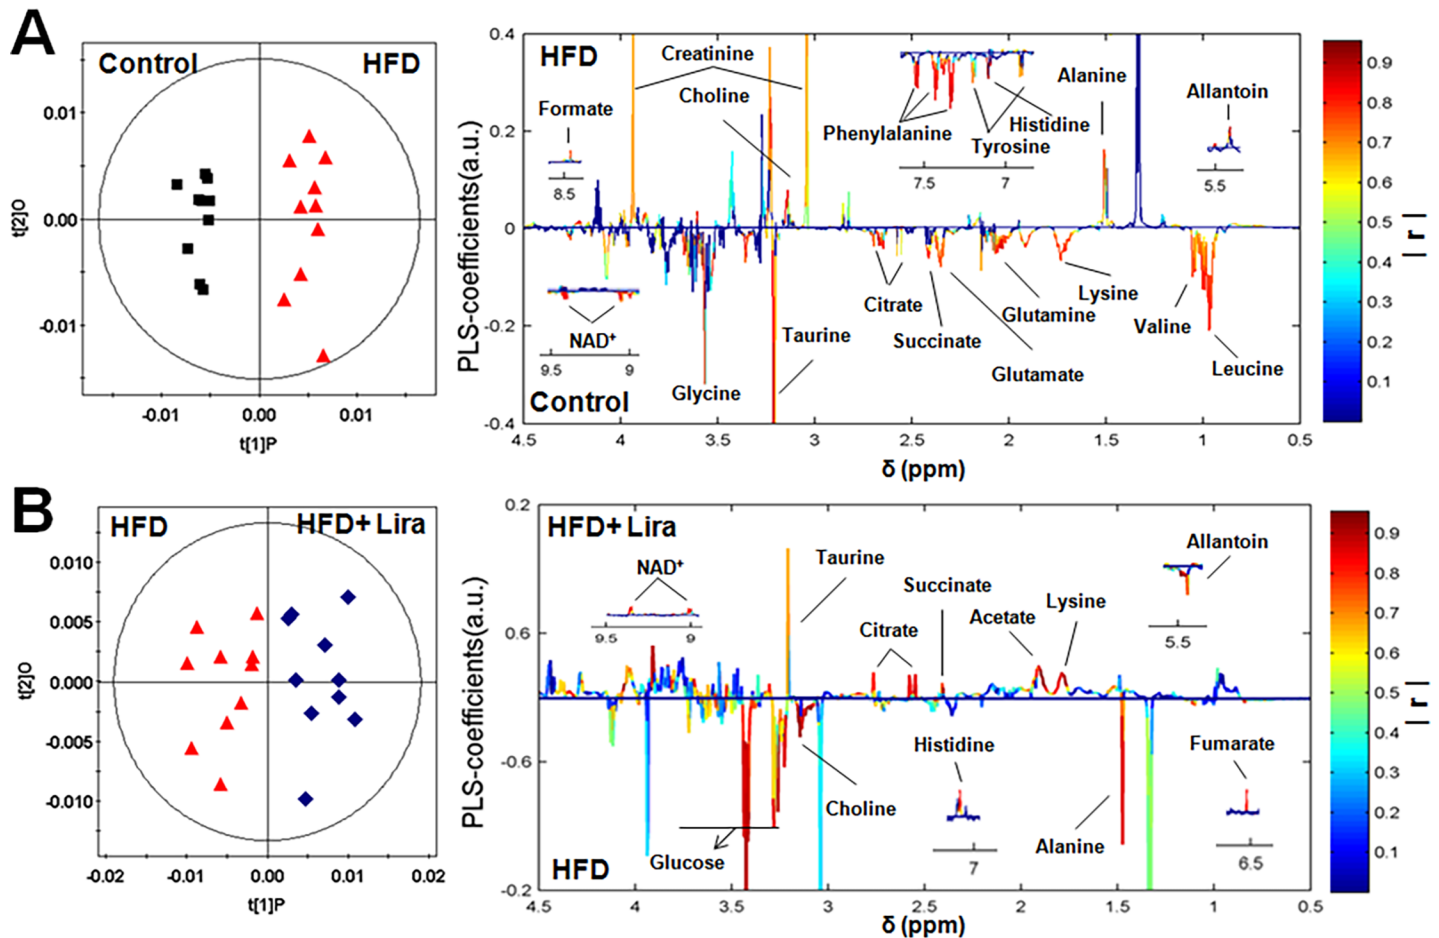 A
Control
HFD
0.01
0.00
-0.01
t[2]O
-0.01
0.00
0.01
t[1]P
HFD
Creatinine
Choline
Formate
8.5
Phenylalanine
Histidine
Tyrosine
7.5
7
Alanine
Allantoin
5.5
0.4
0.2
0
-0.2
-0.4
PLS-coefficients(a.u.)
NAD+
9.5
9
Glycine
Taurine
Citrate
Succinate
Glutamate
Glutamine
Lysine
Valine
Leucine
Control
4.5
4
3.5
3
2.5
2
1.5
1
0.5
δ (ppm)
0.9
0.8
0.7
0.6
0.5
0.4
0.3
0.2
0.1
| r |
B
HFD
HFD+ Lira
0.010
0.005
0.000
-0.005
-0.010
t[2]O
-0.02
-0.01
0.00
0.01
0.02
t[1]P
HFD+ Lira
NAD+
9.5
9
Taurine
Citrate
Succinate
Acetate
Lysine
Allantoin
5.5
0.2
0.6
-0.6
-0.2
PLS-coefficients(a.u.)
Glucose
Choline
Histidine
7
Alanine
Fumarate
6.5
HFD
4.5
4
3.5
3
2.5
2
1.5
1
0.5
δ (ppm)
0.9
0.8
0.7
0.6
0.5
0.4
0.3
0.2
0.1
| r |